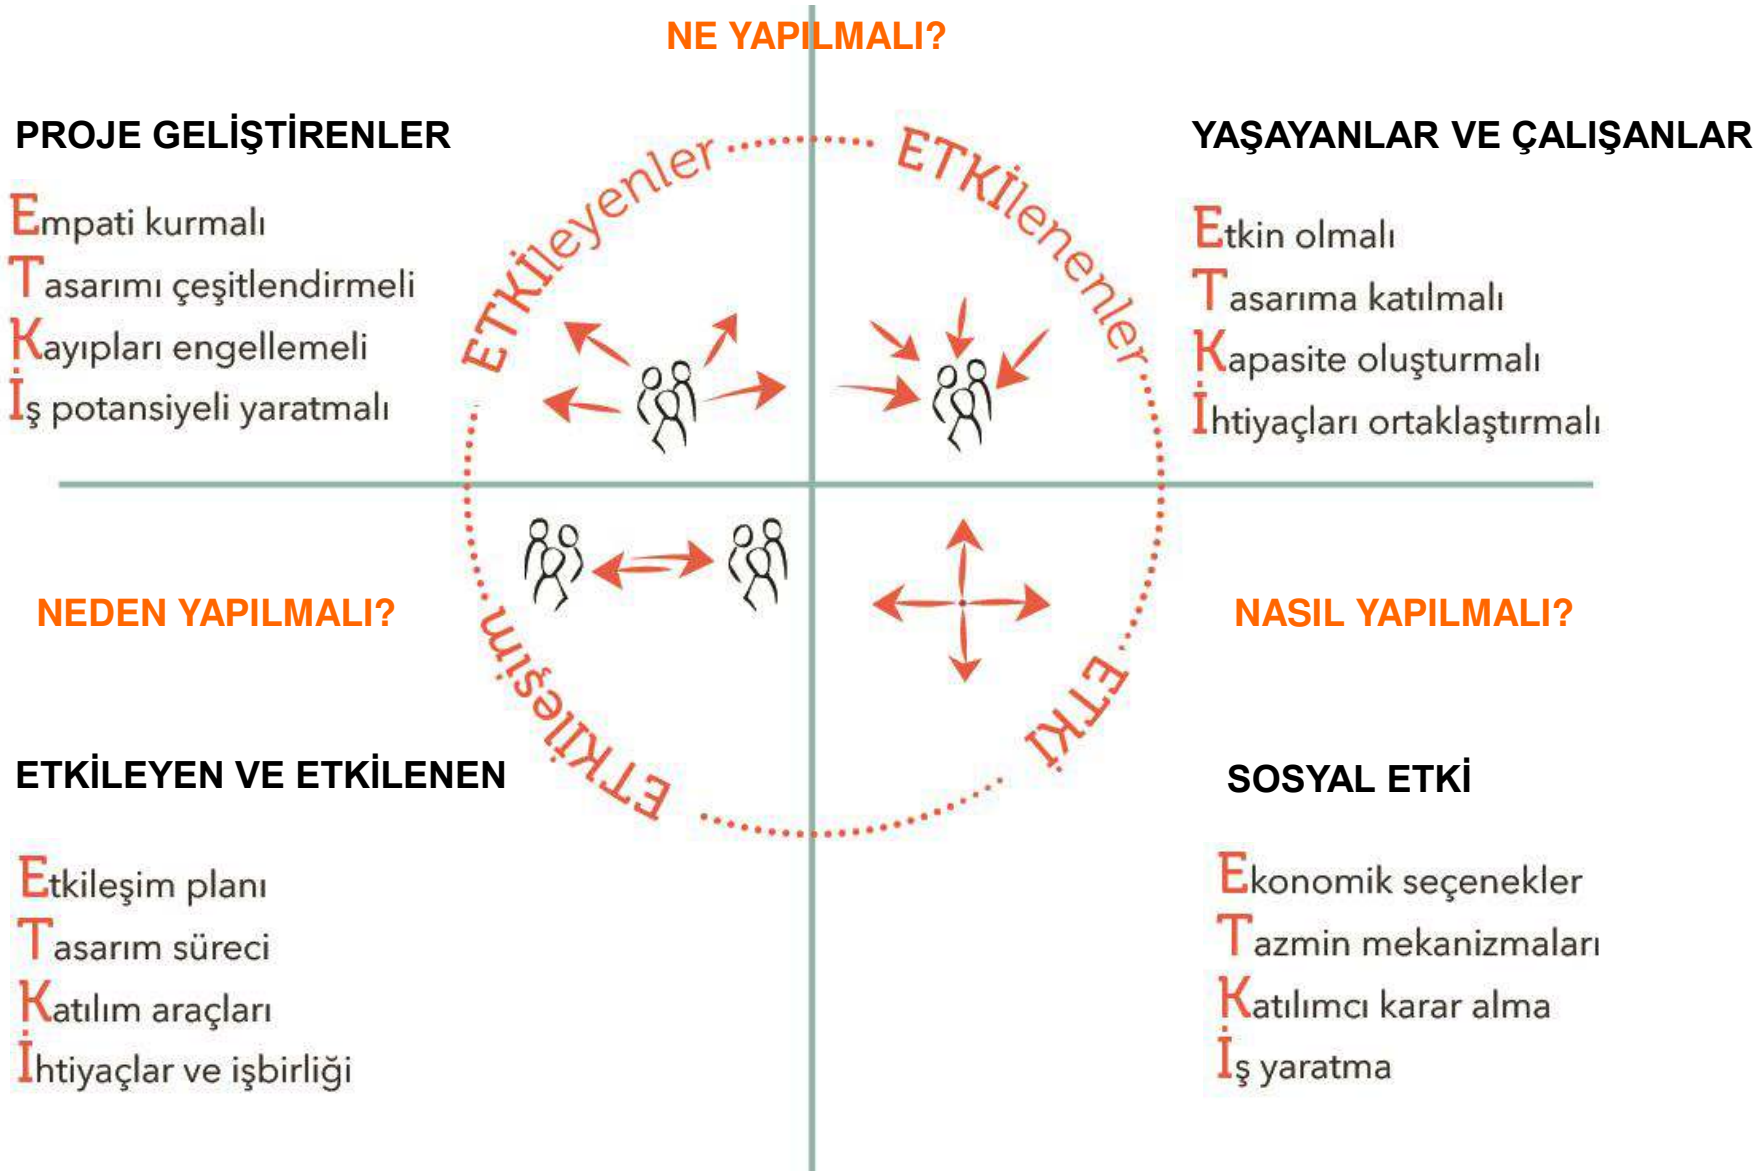 NE YAPILMALI?
PROJE GELİŞTİRENLER
Empati kurmalı
Tasarımı çeşitlendirmeli
Kayıpları engellemeli
İş potansiyeli yaratmalı
ETKİleyenler
ETKİlenenler
YAŞAYANLAR VE ÇALIŞANLAR
Etkin olmalı
Tasarıma katılmalı
Kapasite oluşturmalı
İhtiyaçları ortaklaştırmalı
NEDEN YAPILMALI?
ETKİleşim
ETKİ
NASIL YAPILMALI?
ETKİLEYEN VE ETKİLENEN
Etkileşim planı
Tasarım süreci
Katılım araçları
İhtiyaçlar ve işbirliği
SOSYAL ETKİ
Ekonomik seçenekler
Tazmin mekanizmaları
Katılımcı karar alma
İş yaratma